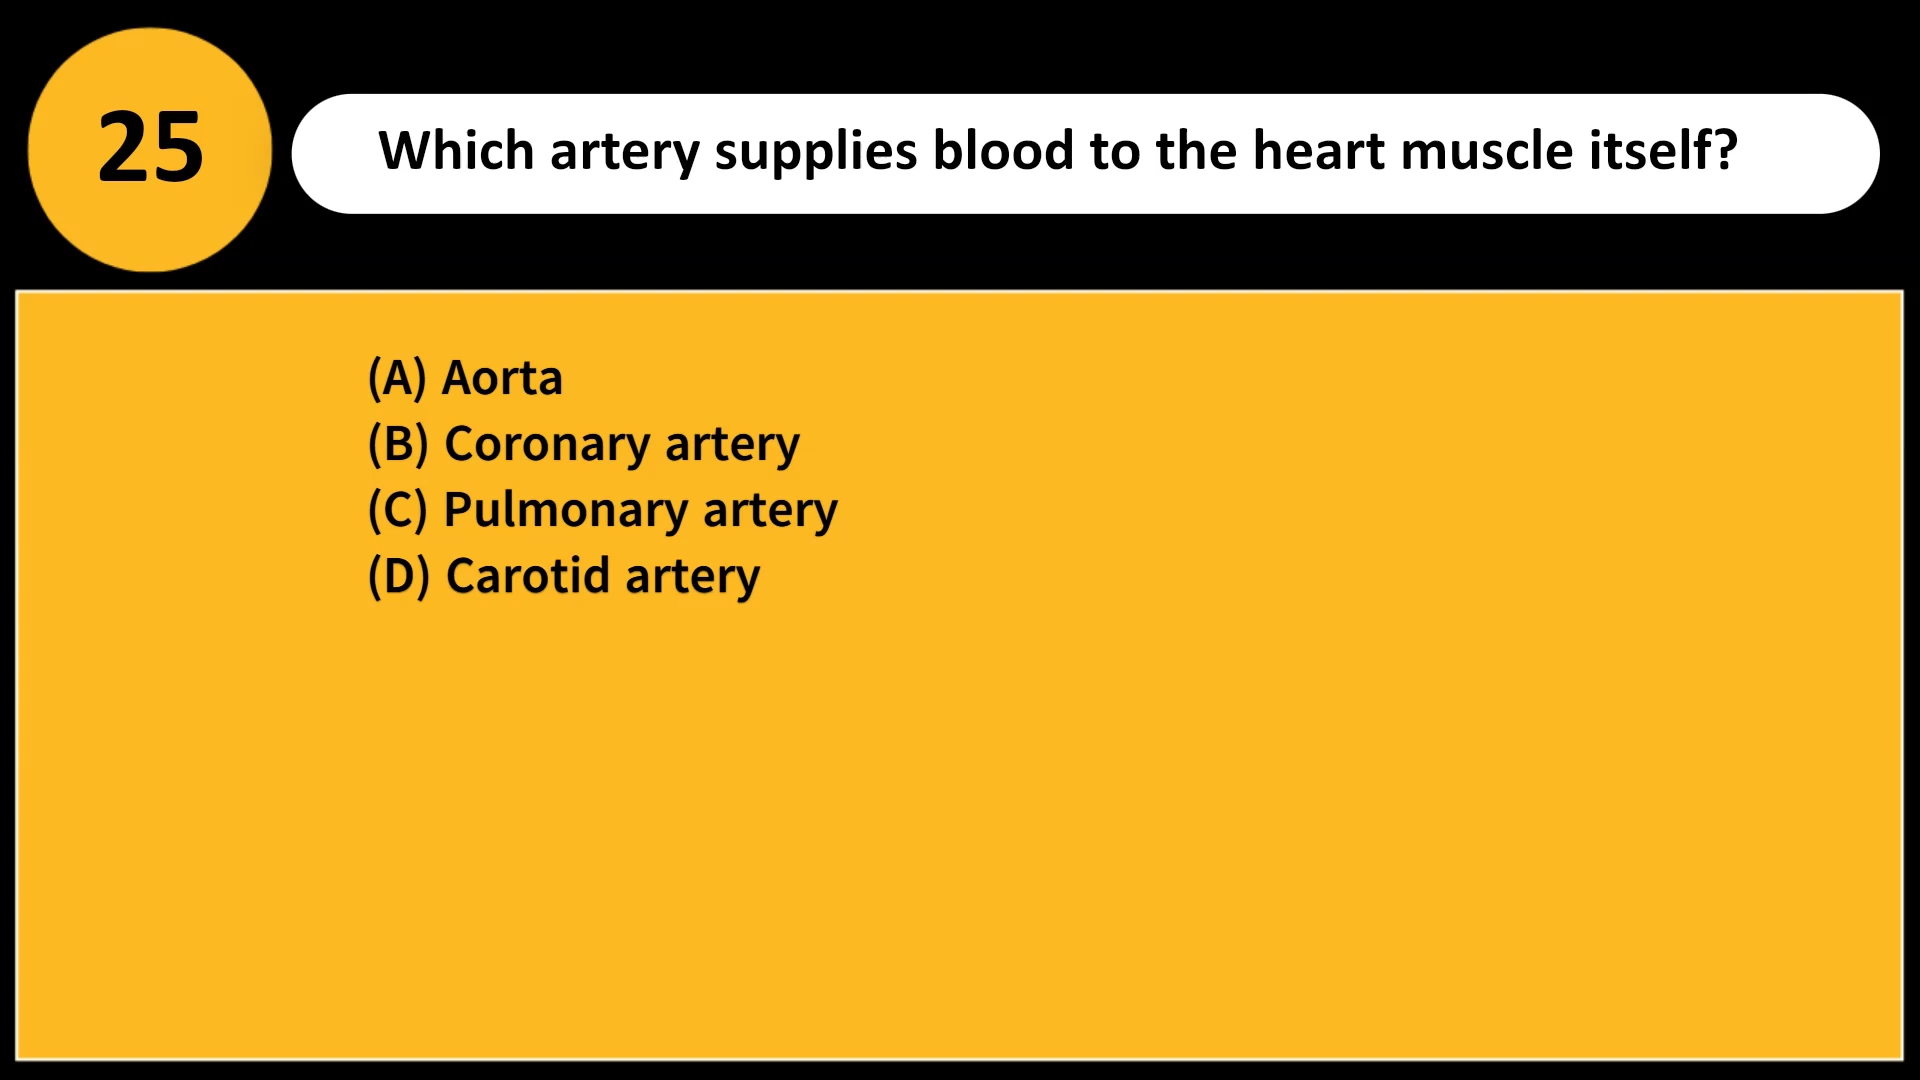 25
Which artery supplies blood to the heart muscle itself?
(A) Aorta
(B) Coronary artery
(C) Pulmonary artery
(D) Carotid artery